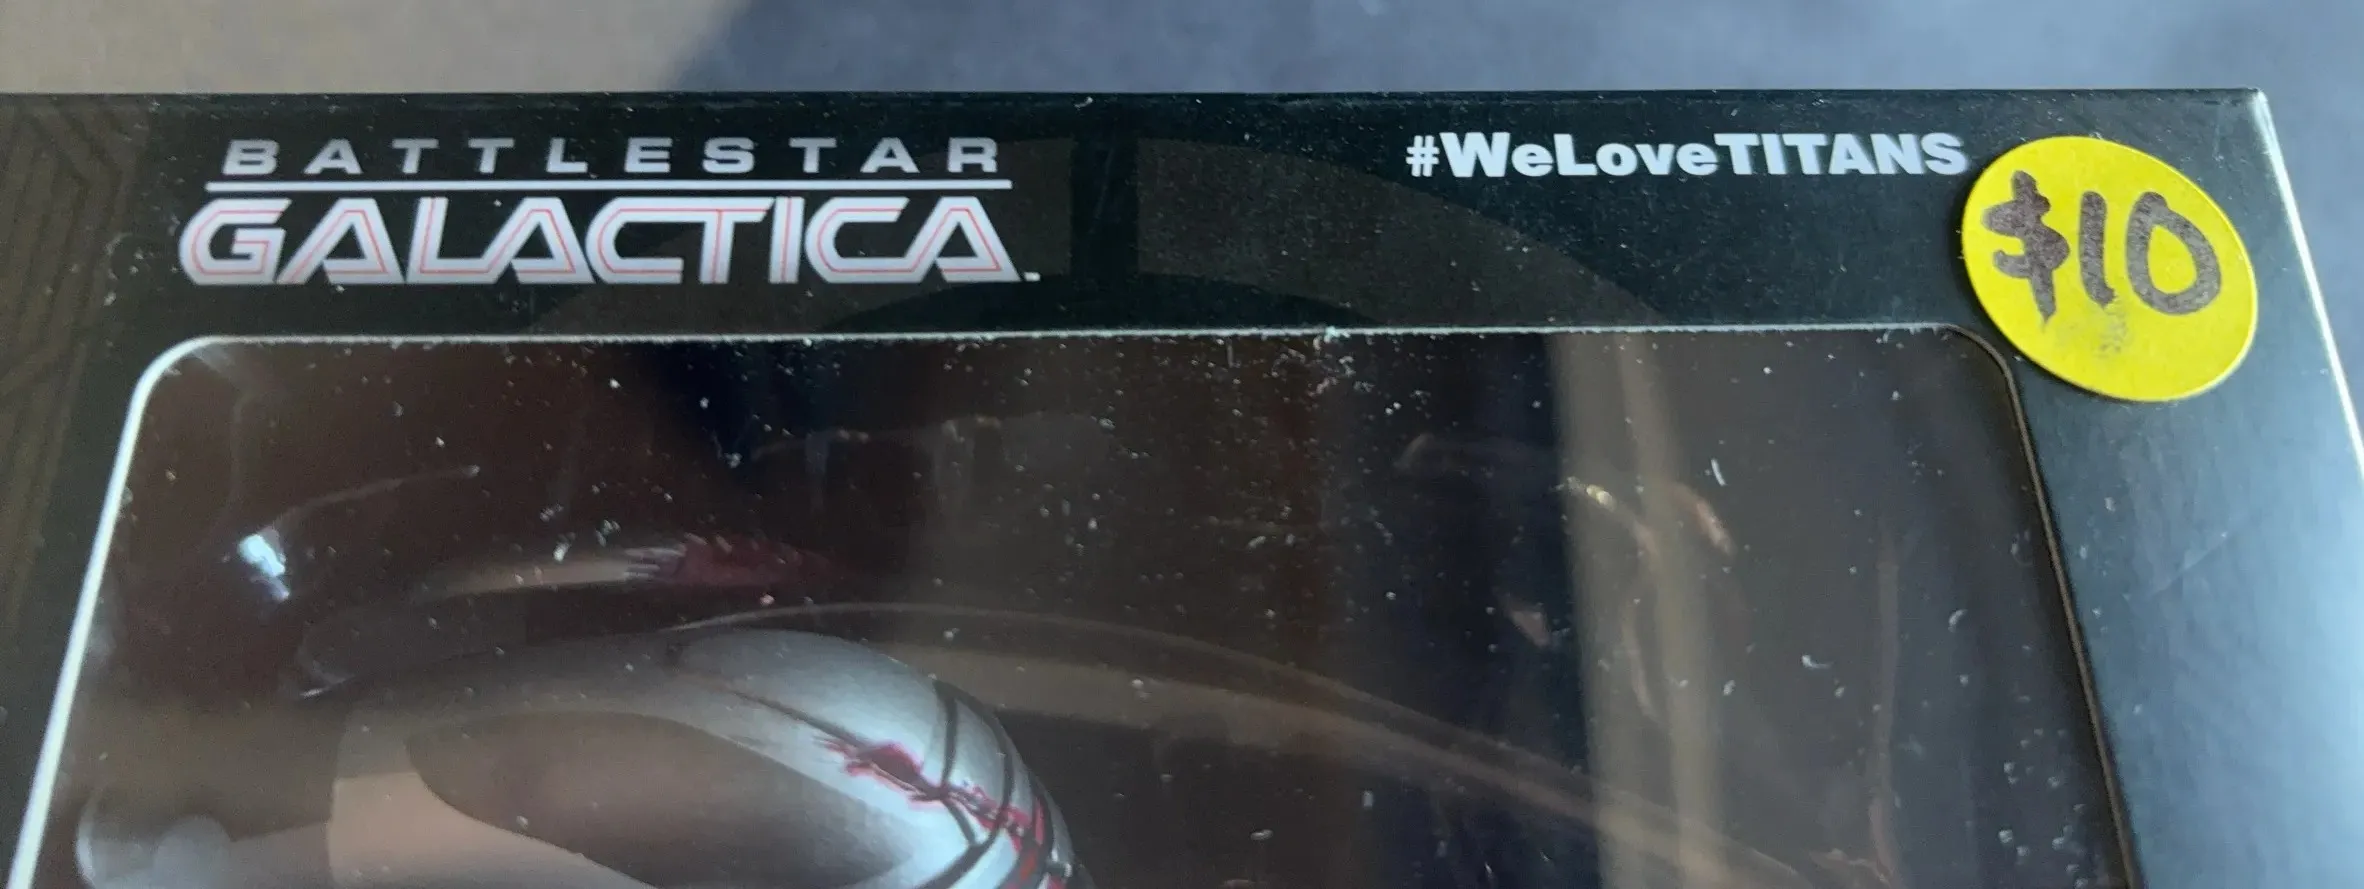 BATTLESTAR
GALACTICA
#WeLoveTITANS
$10